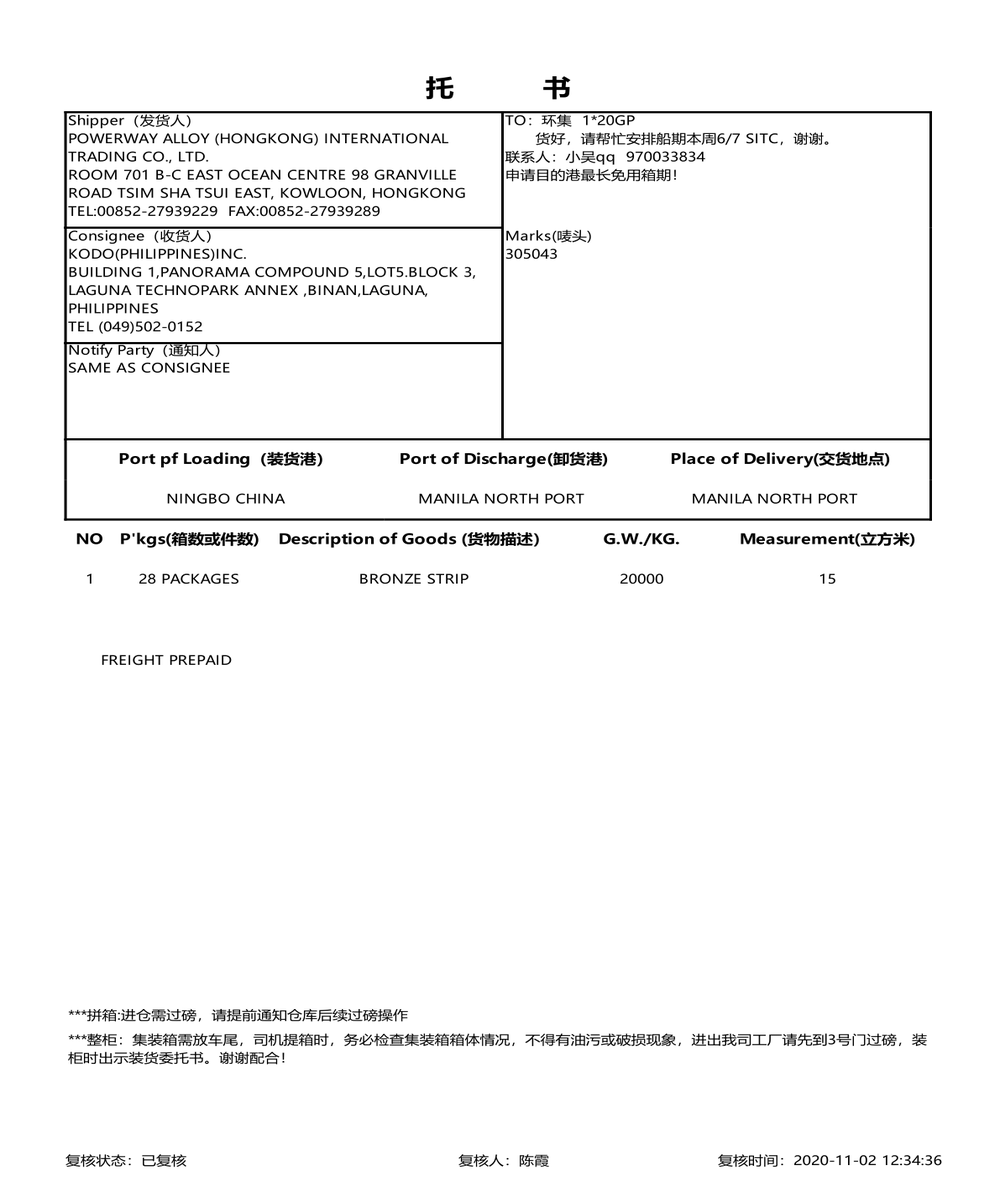 托 书
Shipper（发货人）
POWERWAY ALLOY (HONGKONG) INTERNATIONAL
TRADING CO., LTD.
ROOM 701 B-C EAST OCEAN CENTRE 98 GRANVILLE
ROAD TSIM SHA TSUI EAST, KOWLOON, HONGKONG
TEL:00852-27939229 FAX:00852-27939289
TO：环集 1*20GP
货好，请帮忙安排船期本周6/7 SITC，谢谢。
联系人：小吴qq 970033834
申请目的港最长免用箱期！
Consignee（收货人）
KODO(PHILIPPINES)INC.
BUILDING 1,PANORAMA COMPOUND 5,LOT5.BLOCK 3,
LAGUNA TECHNOPARK ANNEX ,BINAN,LAGUNA,
PHILIPPINES
TEL (049)502-0152
Marks(唛头)
305043
Notify Party（通知人）
SAME AS CONSIGNEE
Port pf Loading（装货港） Port of Discharge(卸货港) Place of Delivery(交货地点)
NINGBO CHINA MANILA NORTH PORT MANILA NORTH PORT
NO P'kgs(箱数或件数) Description of Goods (货物描述) G.W./KG. Measurement(立方米)
1 28 PACKAGES BRONZE STRIP 20000 15
FREIGHT PREPAID
***拼箱:进仓需过磅，请提前通知仓库后续过磅操作
***整柜：集装箱需放车尾，司机提箱时，务必检查集装箱箱体情况，不得有油污或破损现象，进出我司工厂请先到3号门过磅，装
柜时出示装货委托书。谢谢配合！
复核状态：已复核 复核人：陈霞 复核时间：2020-11-02 12:34:36